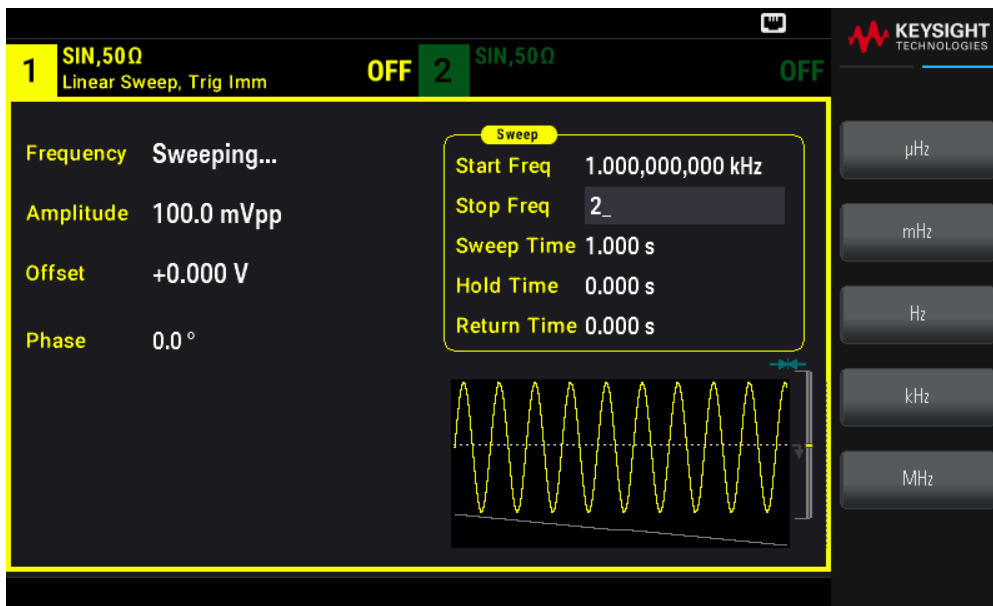 KEYSIGHT
TECHNOLOGIES
1 SIN,50Ω OFF
Linear Sweep, Trig Imm
2 SIN,50Ω OFF
Frequency Sweeping...
Amplitude 100.0 mVpp
Offset +0.000 V
Phase 0.0 °
Sweep
Start Freq 1.000,000,000 kHz
Stop Freq 2_
Sweep Time 1.000 s
Hold Time 0.000 s
Return Time 0.000 s
µHz
mHz
Hz
kHz
MHz